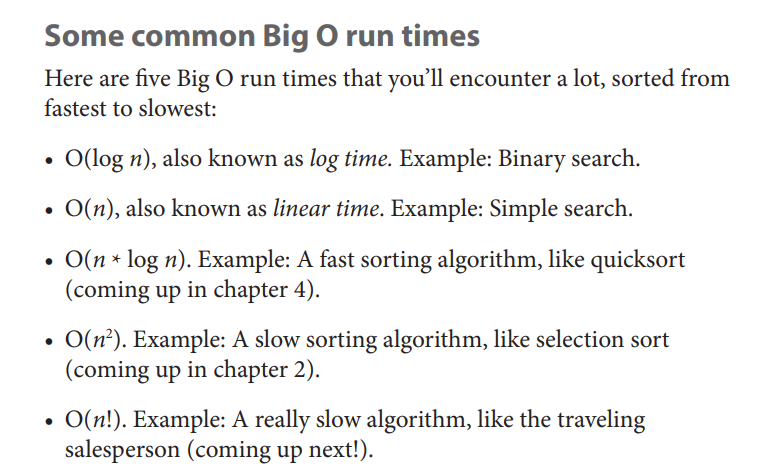 Some common Big O run times
Here are five Big O run times that you’ll encounter a lot, sorted from
fastest to slowest:
• O(log n), also known as log time. Example: Binary search.
• O(n), also known as linear time. Example: Simple search.
• O(n * log n). Example: A fast sorting algorithm, like quicksort
(coming up in chapter 4).
• O(n²). Example: A slow sorting algorithm, like selection sort
(coming up in chapter 2).
• O(n!). Example: A really slow algorithm, like the traveling
salesperson (coming up next!).